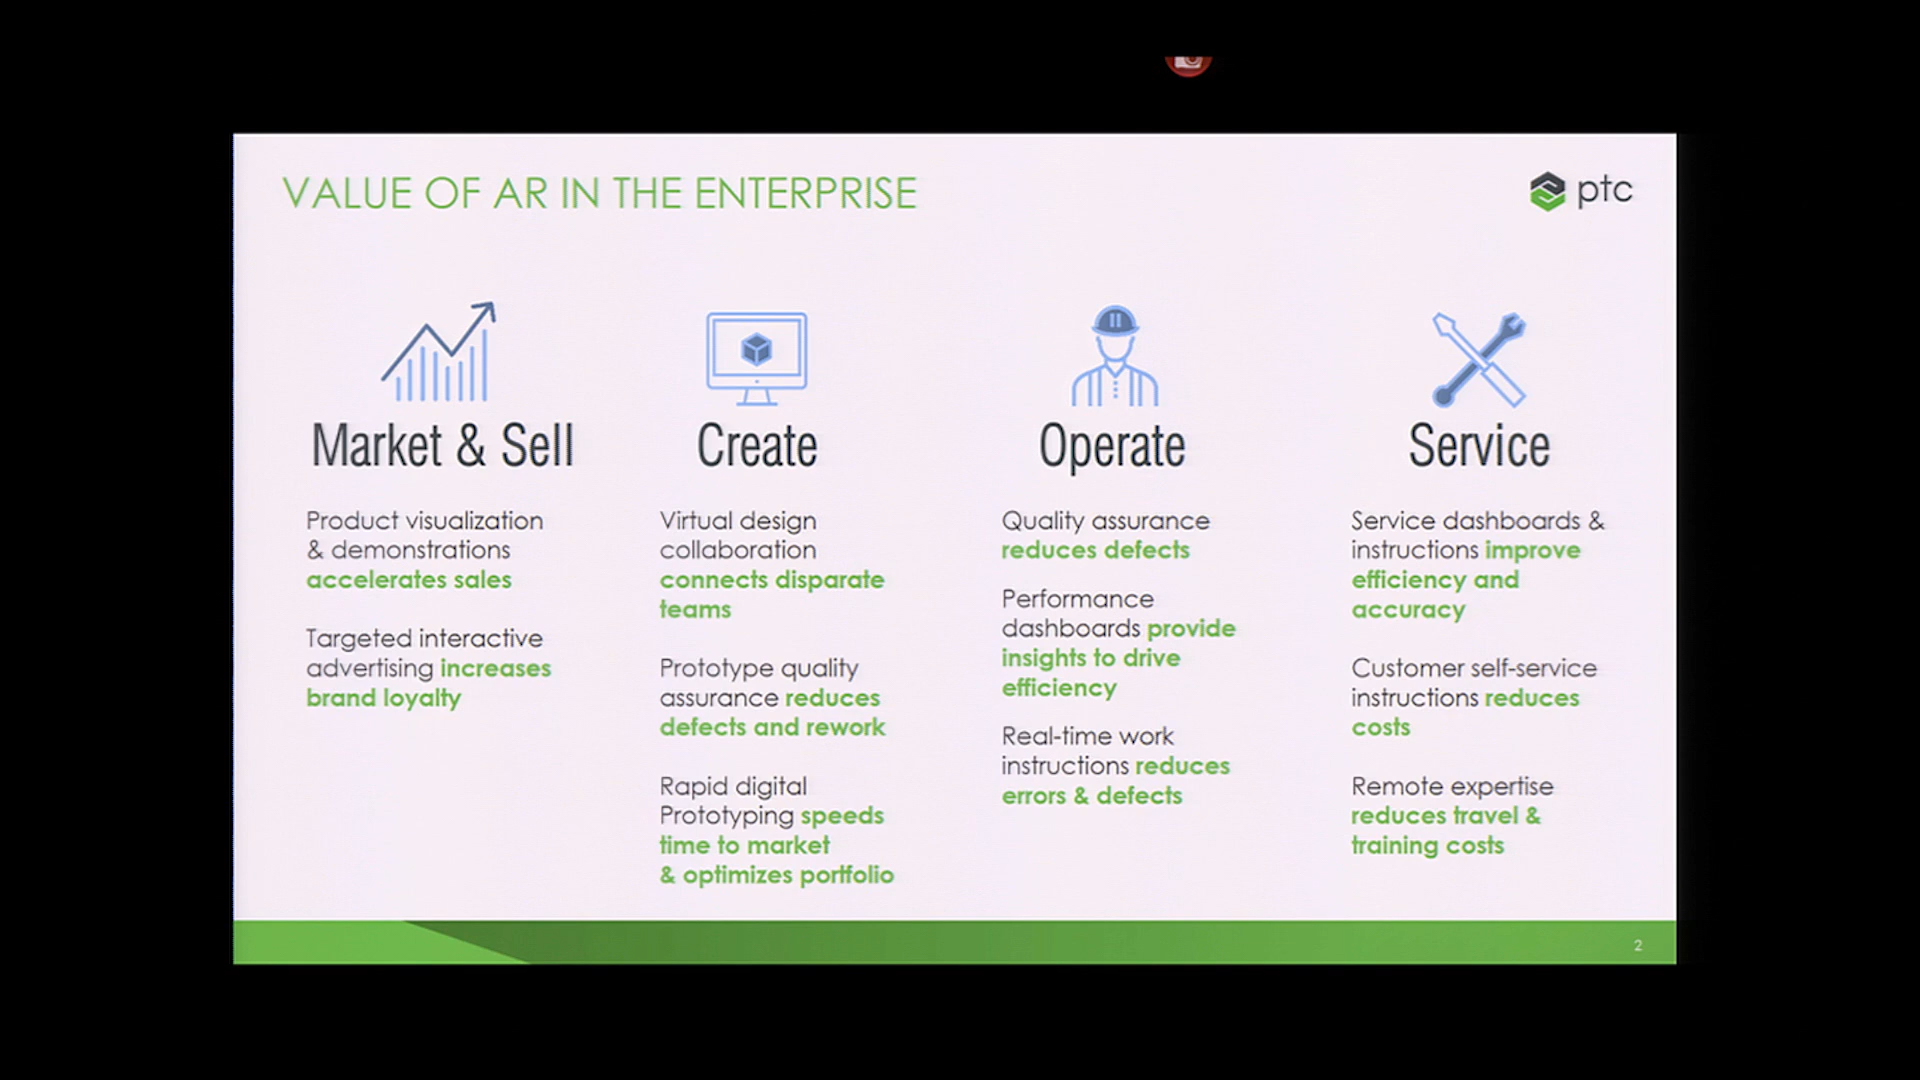 VALUE OF AR IN THE ENTERPRISE
ptc
Market & Sell
Product visualization
& demonstrations
accelerates sales
Targeted interactive
advertising increases
brand loyalty
Create
Virtual design
collaboration
connects disparate
teams
Prototype quality
assurance reduces
defects and rework
Rapid digital
Prototyping speeds
time to market
& optimizes portfolio
Operate
Quality assurance
reduces defects
Performance
dashboards provide
insights to drive
efficiency
Real-time work
instructions reduces
errors & defects
Service
Service dashboards &
instructions improve
efficiency and
accuracy
Customer self-service
instructions reduces
costs
Remote expertise
reduces travel &
training costs
2